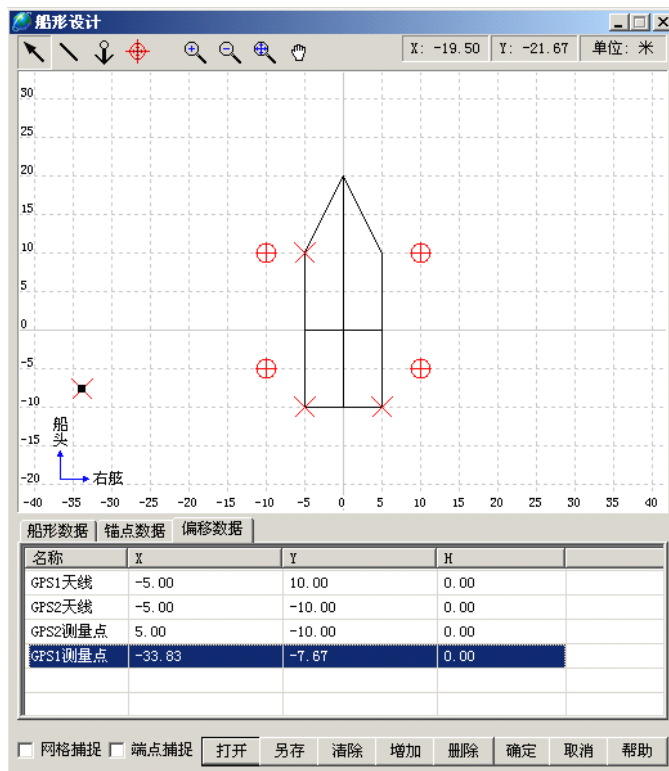 船形设计
X: -19.50 Y: -21.67 单位: 米
30
25
20
15
10
5
0
-5
-10
-15
-20
船头
右舷
-40 -35 -30 -25 -20 -15 -10 -5 0 5 10 15 20 25 30 35 40
船形数据 锚点数据 偏移数据
名称 X Y H
GPS1天线 -5.00 10.00 0.00
GPS2天线 -5.00 -10.00 0.00
GPS2测量点 5.00 -10.00 0.00
GPS1测量点 -33.83 -7.67 0.00
网格捕捉 端点捕捉 打开 另存 清除 增加 删除 确定 取消 帮助